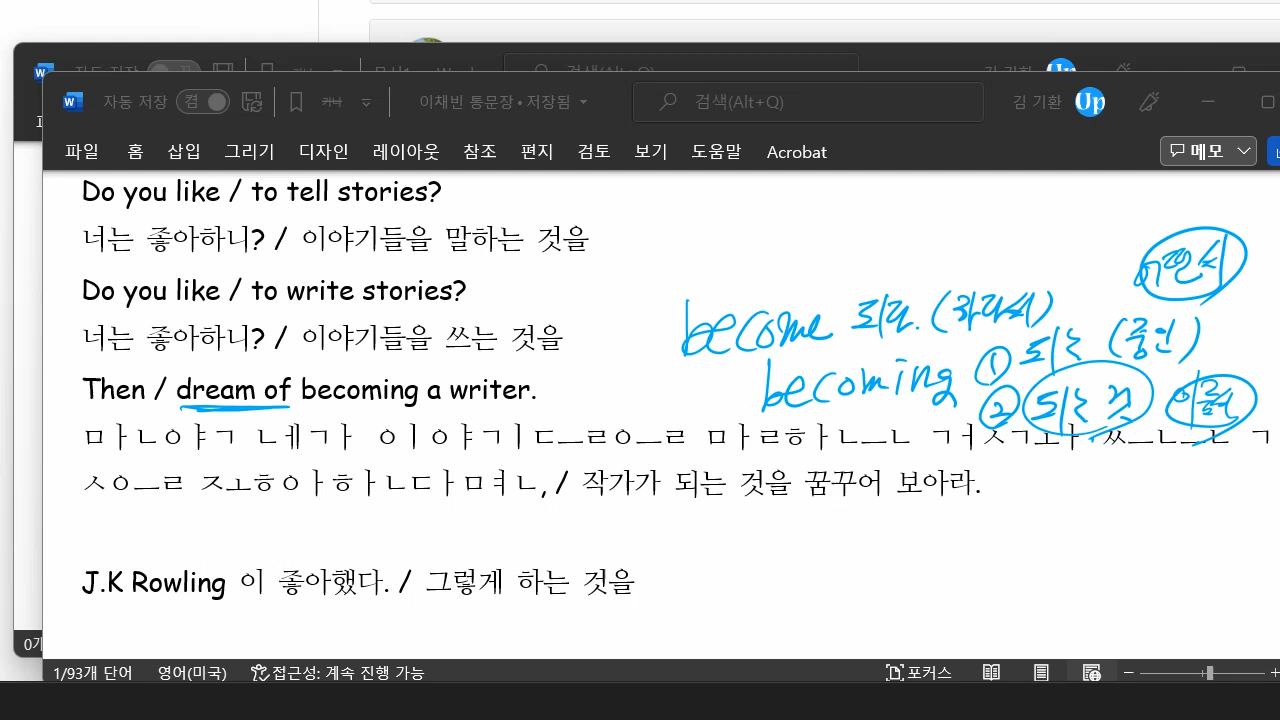 자동 저장 켬 이채빈 통문장 • 저장됨 검색(Alt+Q) 김 기환 Up
파일 홈 삽입 그리기 디자인 레이아웃 참조 편지 검토 보기 도움말 Acrobat 메모
Do you like / to tell stories?
너는 좋아하니? / 이야기들을 말하는 것을
Do you like / to write stories?
너는 좋아하니? / 이야기들을 쓰는 것을
become 되다.
becoming ① 되는
② 되는 것
Then / dream of becoming a writer.
ㅁㅏㄴㅇㅑㄱ ㄴㅔㄱㅏ ㅇㅣㅇㅑㄱㅣㄷㅡㄹㅇㅡㄹ ㅁㅏㄹㅎㅏㄴㅡㄴ ㄱㅓㅅㄱㅗㅏ ㅆㅡㄴㅡㄴ ㄱ
ㅅㅇㅡㄹ ㅈㅗㅎㅇㅏㅎㅏㄴㄷㅏㅁㅕㄴ, / 작가가 되는 것을 꿈꾸어 보아라.
J.K Rowling 이 좋아했다. / 그렇게 하는 것을
1/93개 단어 영어(미국) 접근성: 계속 진행 가능 포커스